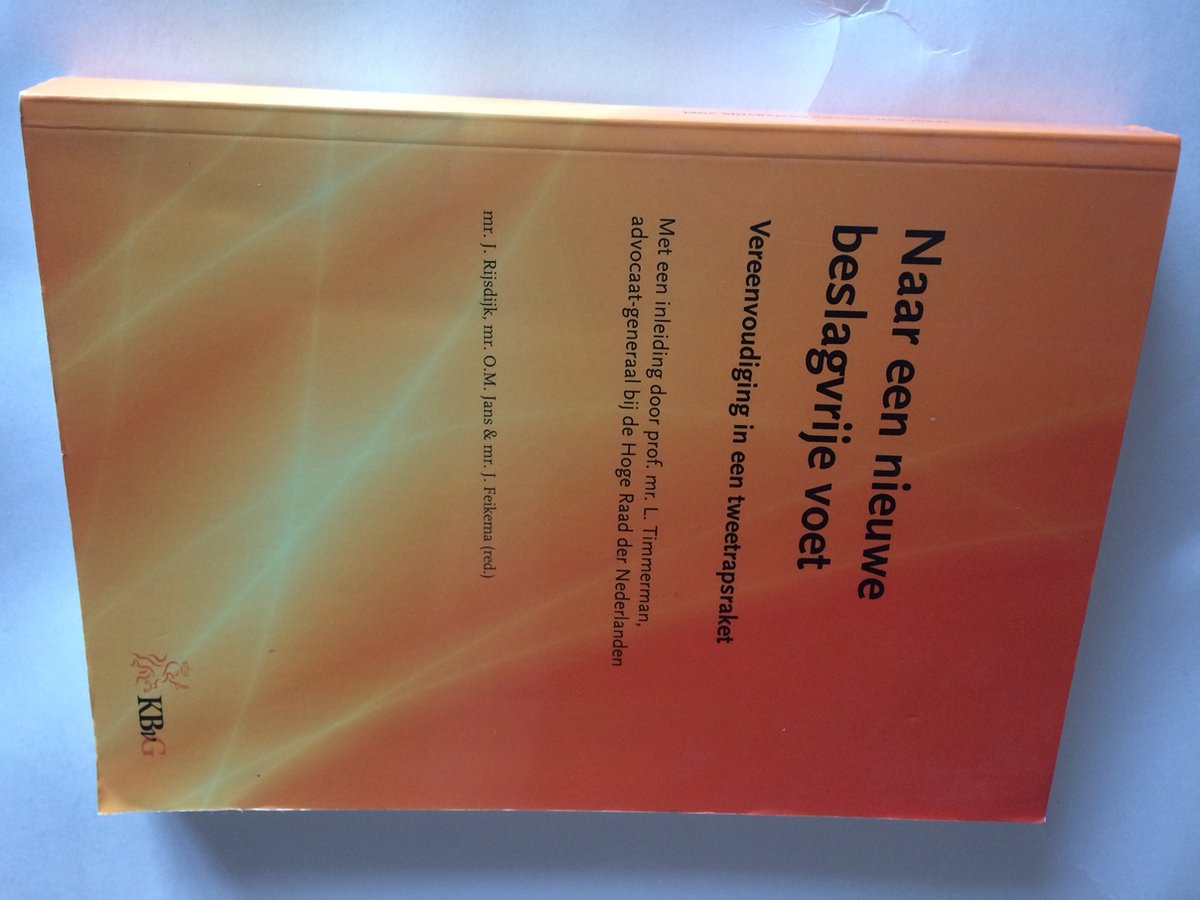 Naar een nieuwe
beslagvrije voet
Vereenvoudiging in een tweetrapsraket
Met een inleiding door prof. mr. L. Timmerman,
advocaat-generaal bij de Hoge Raad der Nederlanden
mr. J. Rijsdijk, mr. O.M. Jans & mr. J. Feikema (red.)
KBvG